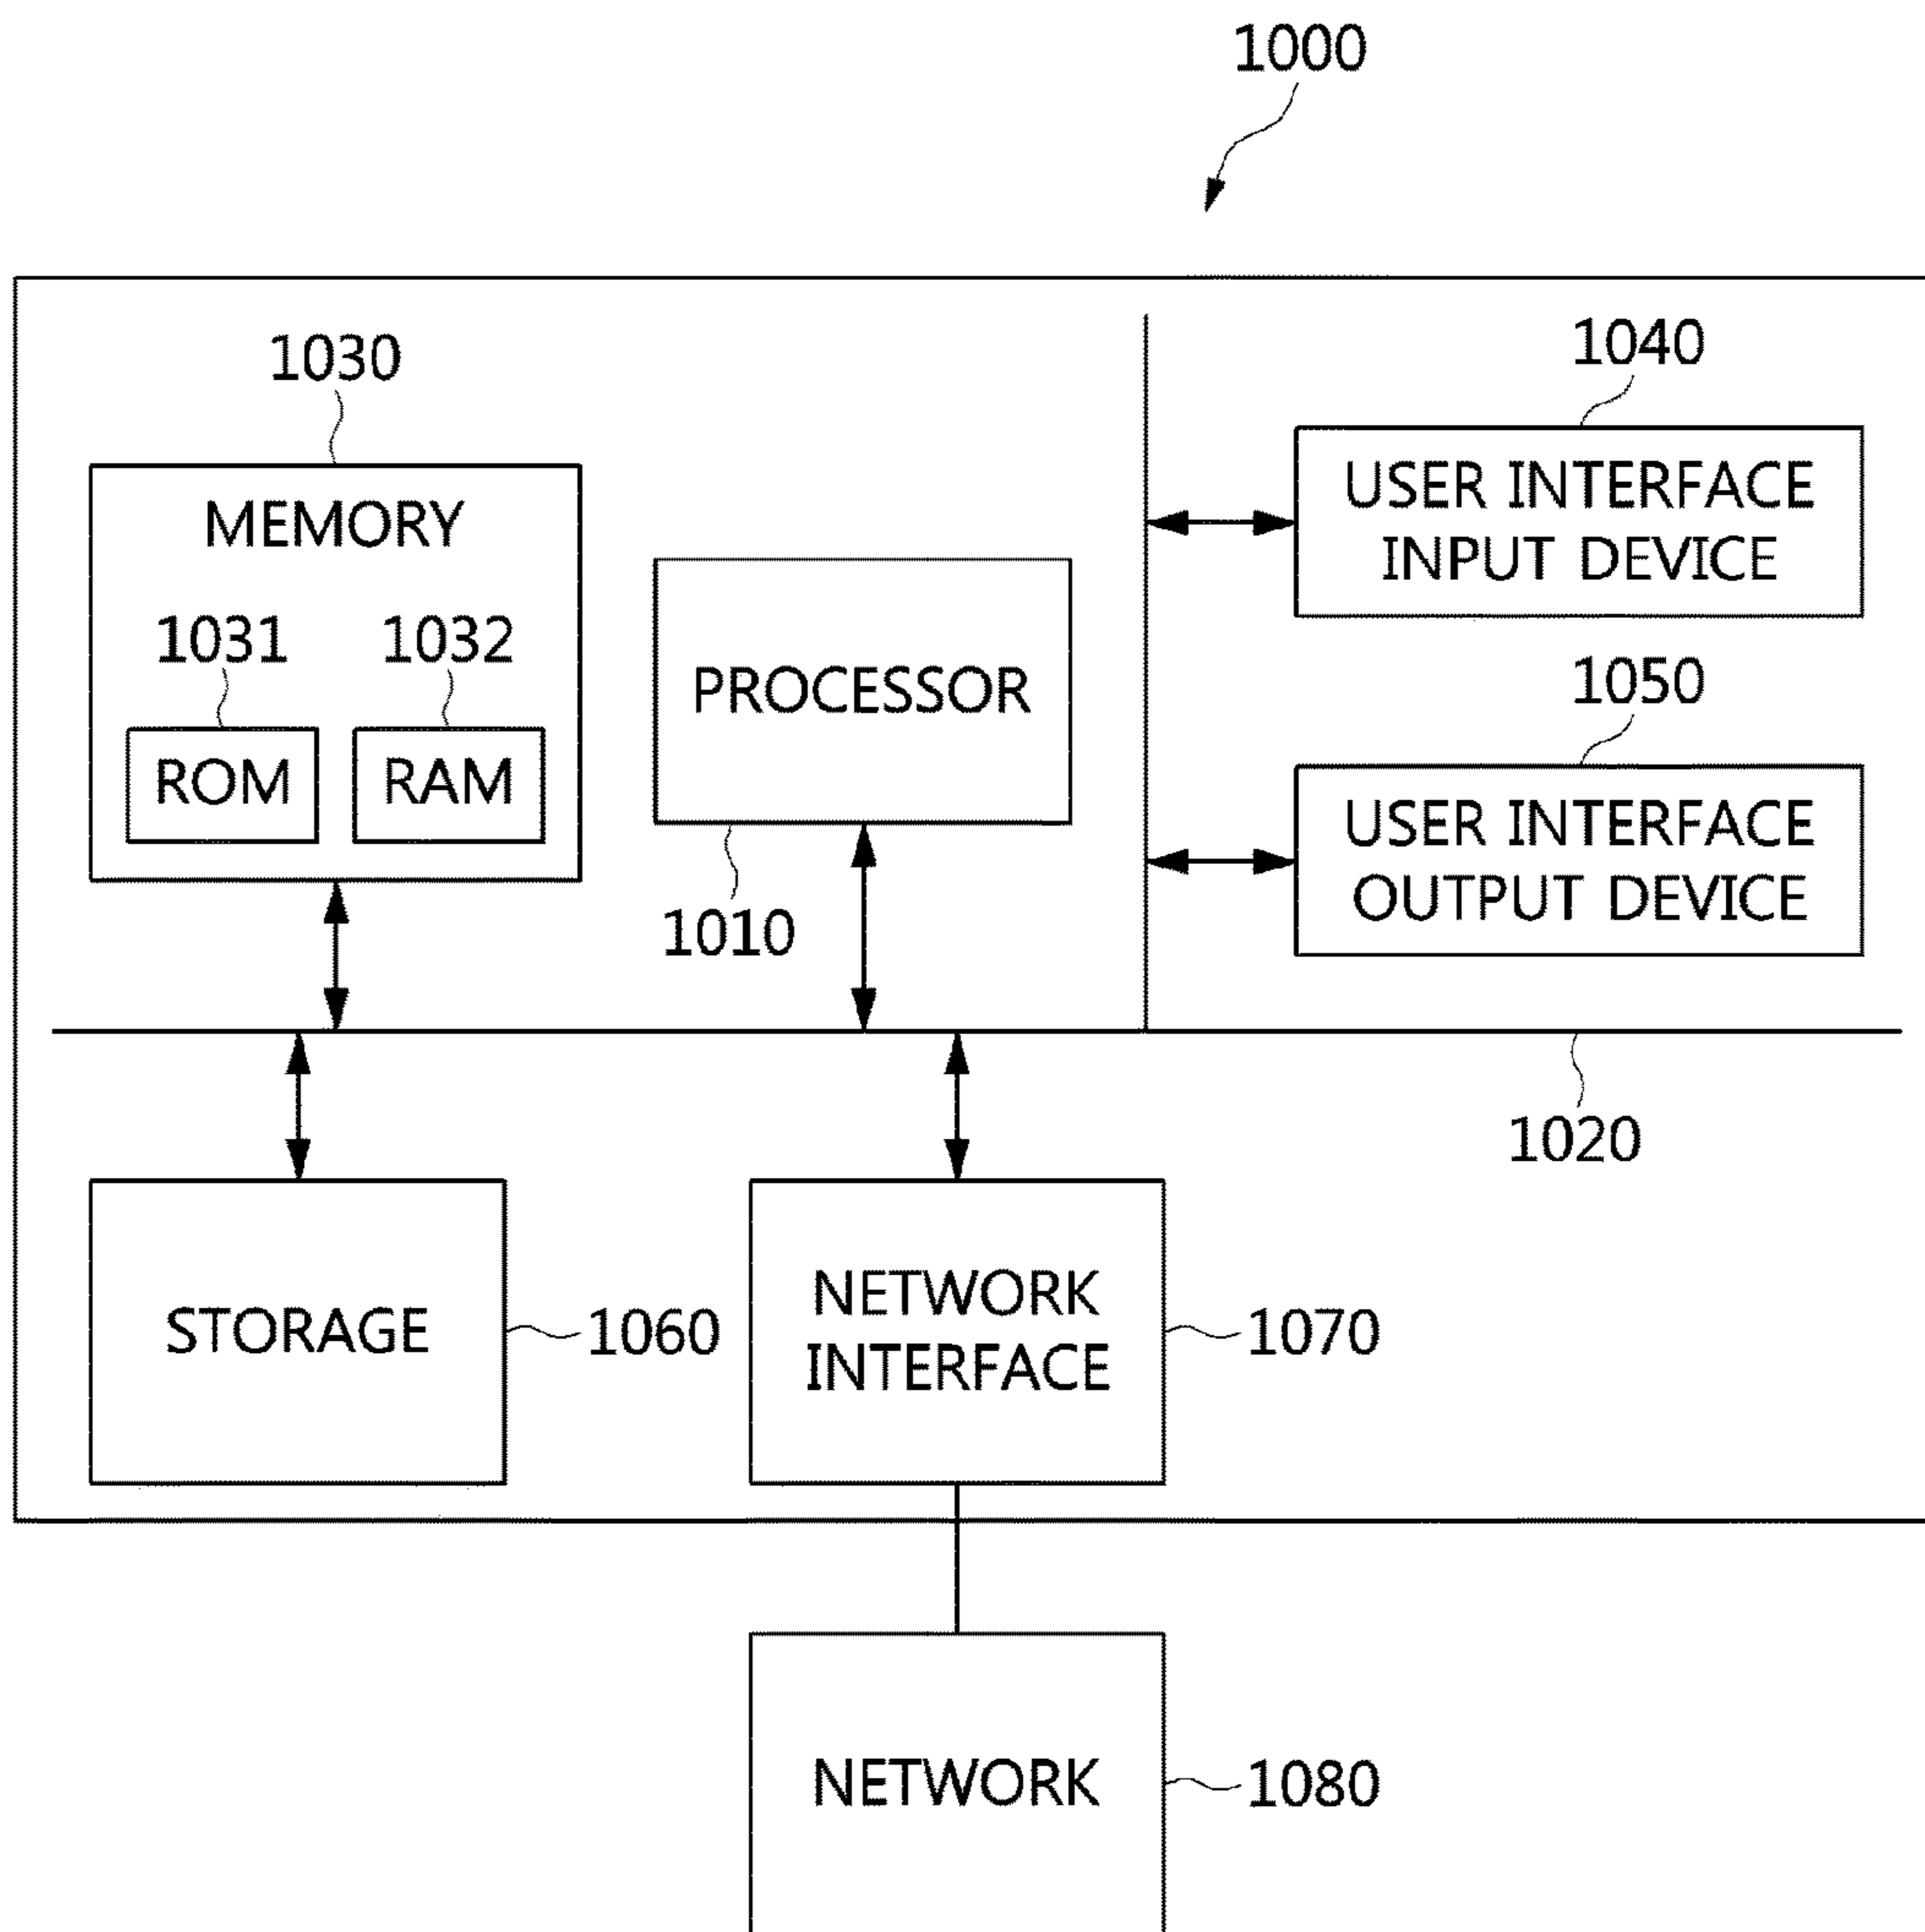 1000
1030
1040
MEMORY
USER INTERFACE
INPUT DEVICE
1031
1032
PROCESSOR
1050
ROM
RAM
USER INTERFACE
OUTPUT DEVICE
1010
1020
STORAGE
1060
NETWORK
INTERFACE
1070
NETWORK
1080